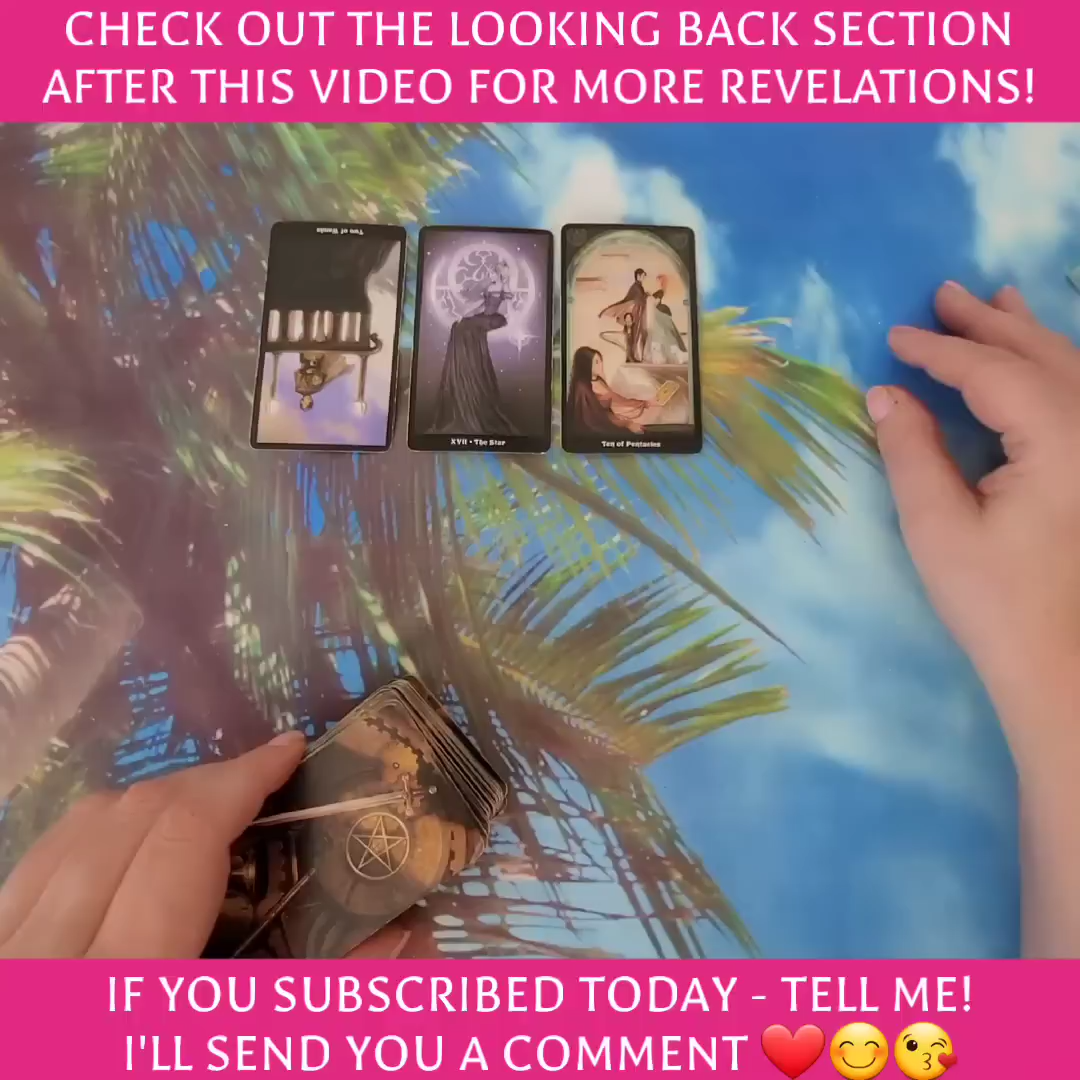 CHECK OUT THE LOOKING BACK SECTION
AFTER THIS VIDEO FOR MORE REVELATIONS!
Ten of Wands
XVII • The Star
Ten of Pentacles
IF YOU SUBSCRIBED TODAY - TELL ME!
I'LL SEND YOU A COMMENT ❤️😊😘